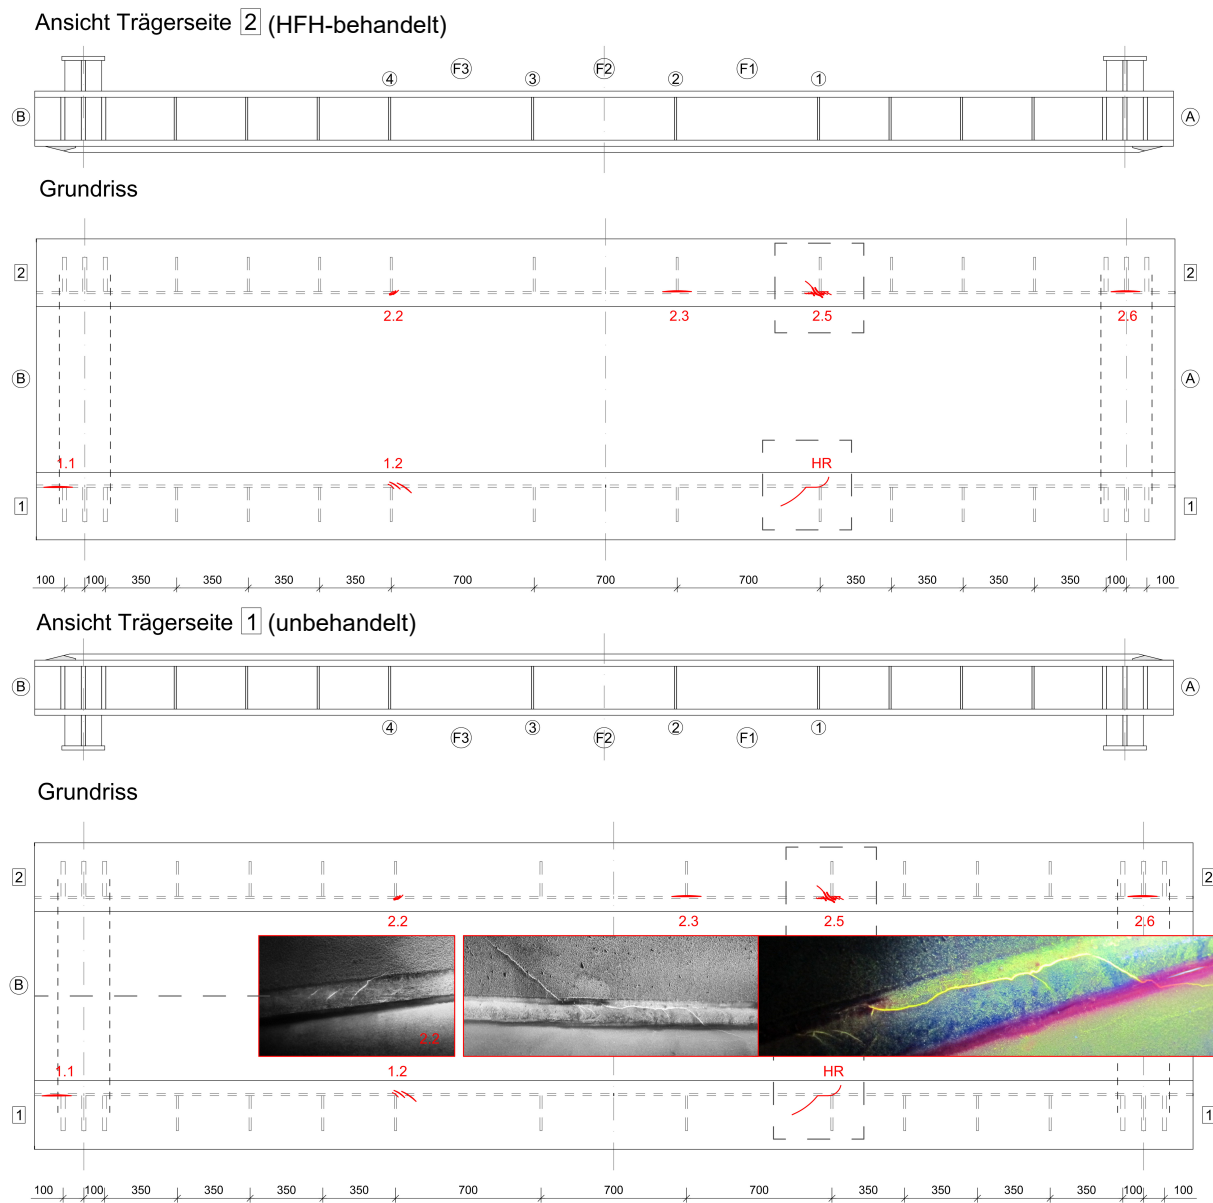 Ansicht Trägerseite 2 (HFH-behandelt)
4 F3 3 F2 2 F1 1
B A
Grundriss
2 2
2.2 2.3 2.5 2.6
B A
1.1 1.2 HR
1 1
100 100 350 350 350 350 700 700 700 350 350 350 350 100 100
Ansicht Trägerseite 1 (unbehandelt)
B A
4 F3 3 F2 2 F1 1
Grundriss
2 2
2.2 2.3 2.5 2.6
B
2.2
1.1 1.2 HR
1 1
100 100 350 350 350 350 700 700 700 350 350 350 350 100 100